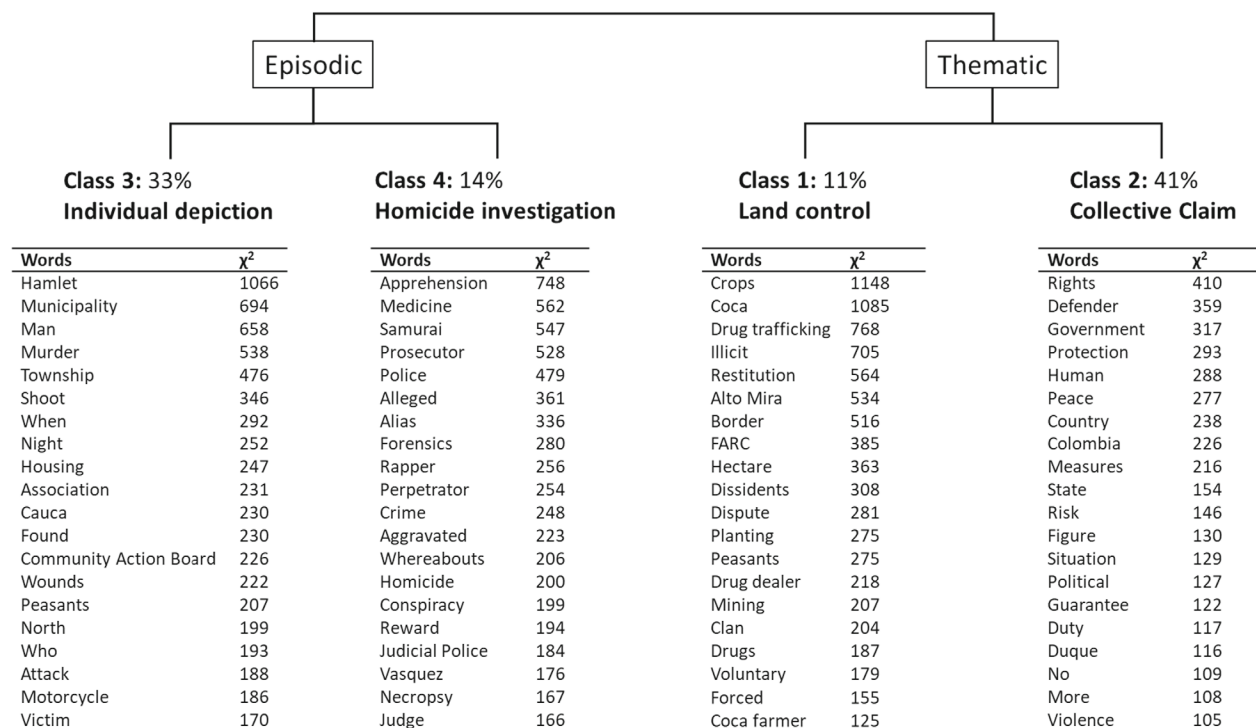 Episodic
Thematic
Class 3: 33%
Individual depiction
Class 4: 14%
Homicide investigation
Class 1: 11%
Land control
Class 2: 41%
Collective Claim
Words χ²
Hamlet 1066
Municipality 694
Man 658
Murder 538
Township 476
Shoot 346
When 292
Night 252
Housing 247
Association 231
Cauca 230
Found 230
Community Action Board 226
Wounds 222
Peasants 207
North 199
Who 193
Attack 188
Motorcycle 186
Victim 170
Words χ²
Apprehension 748
Medicine 562
Samurai 547
Prosecutor 528
Police 479
Alleged 361
Alias 336
Forensics 280
Rapper 256
Perpetrator 254
Crime 248
Aggravated 223
Whereabouts 206
Homicide 200
Conspiracy 199
Reward 194
Judicial Police 184
Vasquez 176
Necropsy 167
Judge 166
Words χ²
Crops 1148
Coca 1085
Drug trafficking 768
Illicit 705
Restitution 564
Alto Mira 534
Border 516
FARC 385
Hectare 363
Dissidents 308
Dispute 281
Planting 275
Peasants 275
Drug dealer 218
Mining 207
Clan 204
Drugs 187
Voluntary 179
Forced 155
Coca farmer 125
Words χ²
Rights 410
Defender 359
Government 317
Protection 293
Human 288
Peace 277
Country 238
Colombia 226
Measures 216
State 154
Risk 146
Figure 130
Situation 129
Political 127
Guarantee 122
Duty 117
Duque 116
No 109
More 108
Violence 105